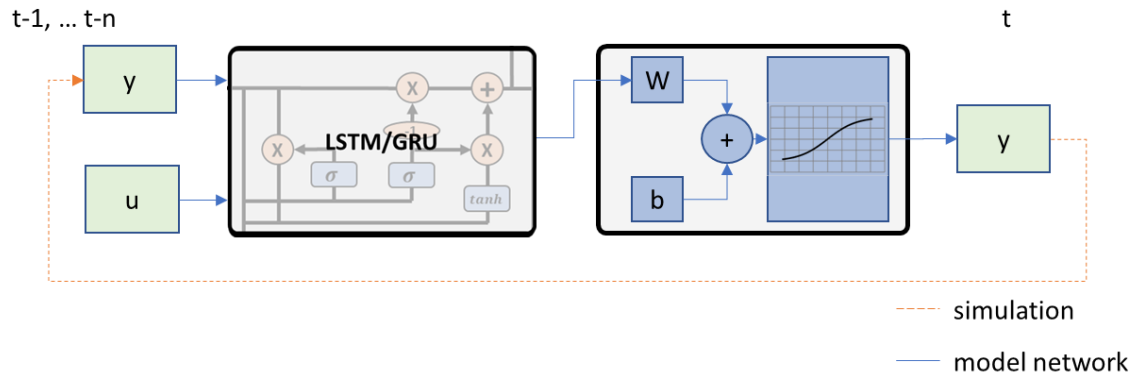 t-1, ... t-n
t
y
u
LSTM/GRU
X
+
X
X
σ
σ
tanh
W
+
b
y
simulation
model network